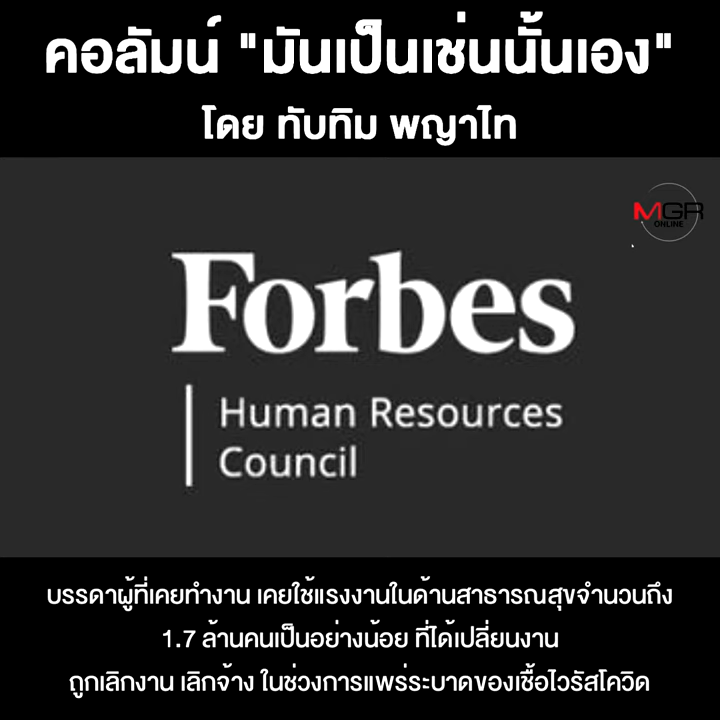 คอลัมน์ "มันเป็นเช่นนั้นเอง"
โดย ทับทิม พญาไท
MGR
ONLINE
Forbes
Human Resources
Council
บรรดาผู้ที่เคยทำงาน เคยใช้แรงงานในด้านสาธารณสุขจำนวนถึง
1.7 ล้านคนเป็นอย่างน้อย ที่ได้เปลี่ยนงาน
ถูกเลิกงาน เลิกจ้าง ในช่วงการแพร่ระบาดของเชื้อไวรัสโควิด